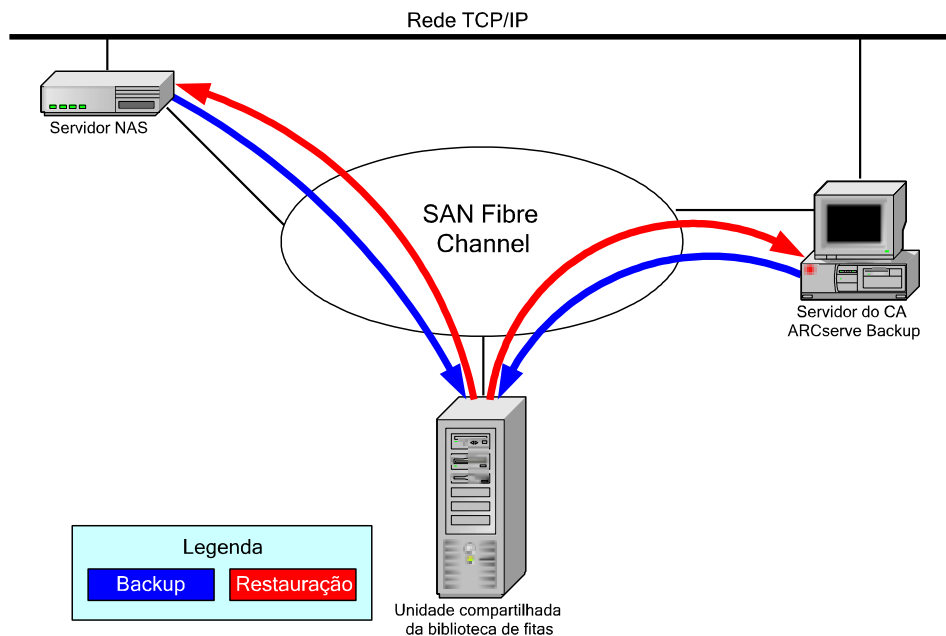 Rede TCP/IP
Servidor NAS
SAN Fibre
Channel
Servidor do CA
ARCserve Backup
Unidade compartilhada
da biblioteca de fitas
Legenda
Backup
Restauração